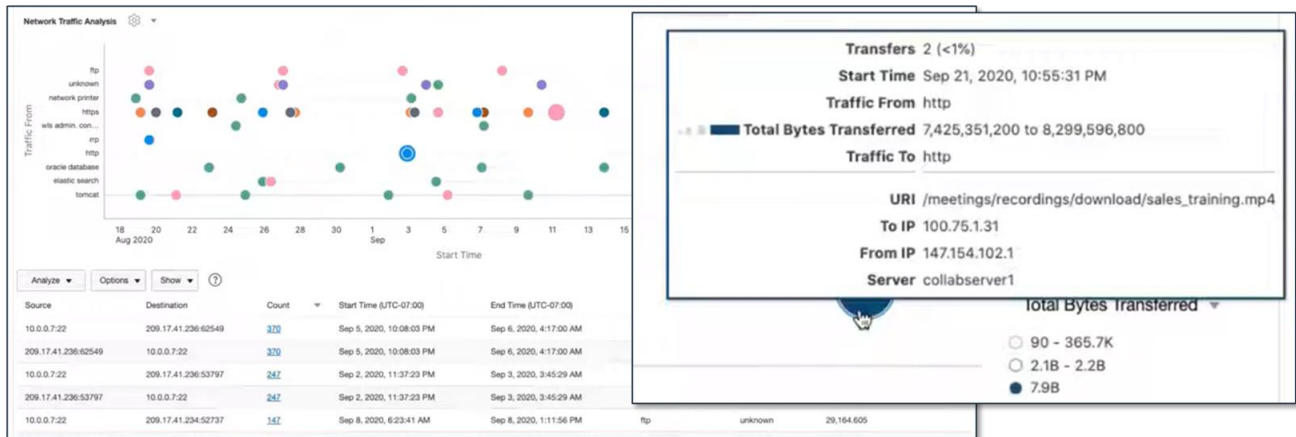 Network Traffic Analysis
Traffic From
ftp
unknown
network printer
https
wls admin. con...
irp
http
oracle database
elastic search
tomcat
18 20 22 24 26 28 30 1 3 5 7 9 11 13 15
Aug 2020 Sep
Start Time
Analyze Options Show ?
Source Destination Count Start Time (UTC-07:00) End Time (UTC-07:00)
10.0.0.7:22 209.17.41.236:62549 370 Sep 5, 2020, 10:08:03 PM Sep 6, 2020, 4:17:00 AM
209.17.41.236:62549 10.0.0.7:22 370 Sep 5, 2020, 10:08:03 PM Sep 6, 2020, 4:17:00 AM
10.0.0.7:22 209.17.41.236:53797 247 Sep 2, 2020, 11:37:23 PM Sep 3, 2020, 3:45:29 AM
209.17.41.236:53797 10.0.0.7:22 247 Sep 2, 2020, 11:37:23 PM Sep 3, 2020, 3:45:29 AM
10.0.0.7:22 209.17.41.234:52737 147 Sep 8, 2020, 6:23:41 AM Sep 8, 2020, 1:11:56 PM ftp unknown 29,164.605
Transfers 2 (<1%)
Start Time Sep 21, 2020, 10:55:31 PM
Traffic From http
Total Bytes Transferred 7,425,351,200 to 8,299,596,800
Traffic To http
URI /meetings/recordings/download/sales_training.mp4
To IP 100.75.1.31
From IP 147.154.102.1
Server collabserver1
Total Bytes Transferred
90 - 365.7K
2.1B - 2.2B
7.9B